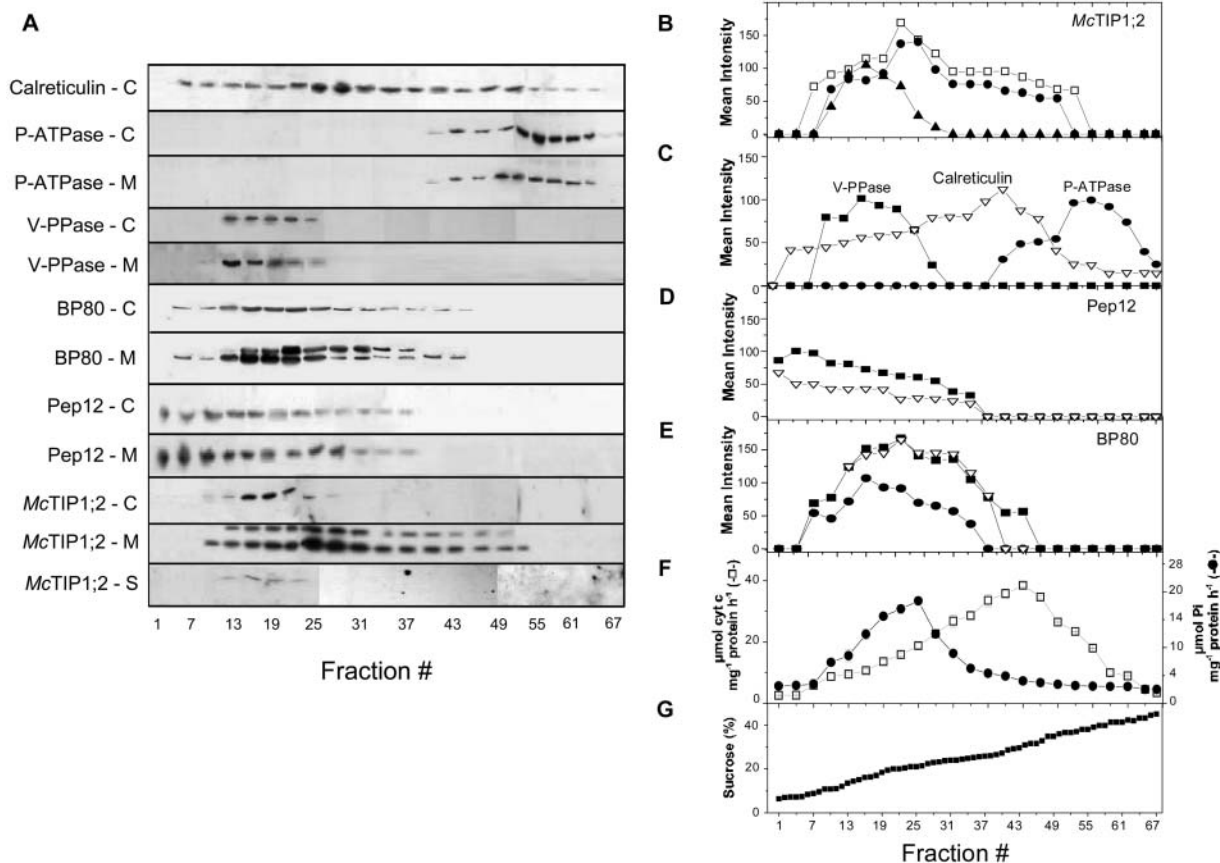 A
Calreticulin - C
P-ATPase - C
P-ATPase - M
V-PPase - C
V-PPase - M
BP80 - C
BP80 - M
Pep12 - C
Pep12 - M
McTIP1;2 - C
McTIP1;2 - M
McTIP1;2 - S
1 7 13 19 25 31 37 43 49 55 61 67
Fraction #
B
McTIP1;2
Mean Intensity
150
100
50
0
C
V-PPase
Calreticulin
P-ATPase
Mean Intensity
150
100
50
0
D
Pep12
Mean Intensity
150
100
50
0
E
BP80
Mean Intensity
150
100
50
0
F
µmol cyt c
mg-1 protein h-1 (-□-)
40
20
0
28
20
12
4
0
µmol Pi
mg-1 protein h-1 (-●-)
G
Sucrose (%)
40
20
0
1 7 13 19 25 31 37 43 49 55 61 67
Fraction #